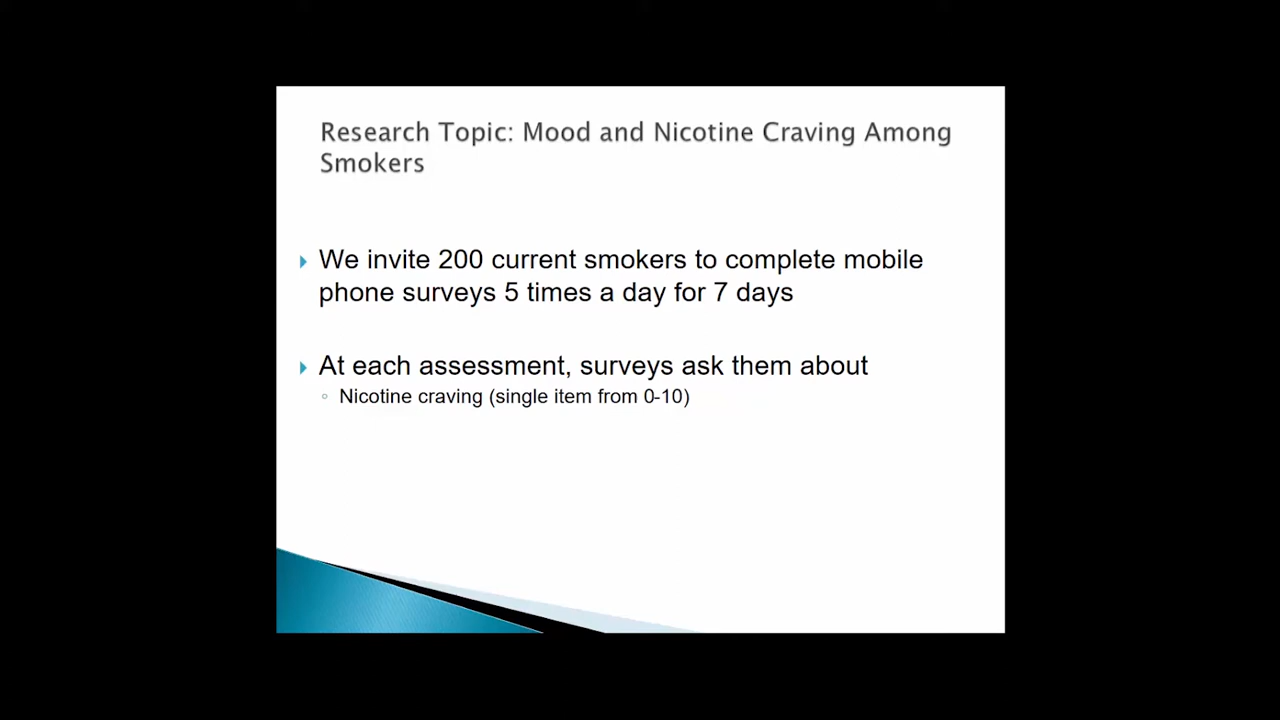 Research Topic: Mood and Nicotine Craving Among
Smokers
We invite 200 current smokers to complete mobile
phone surveys 5 times a day for 7 days
At each assessment, surveys ask them about
Nicotine craving (single item from 0-10)